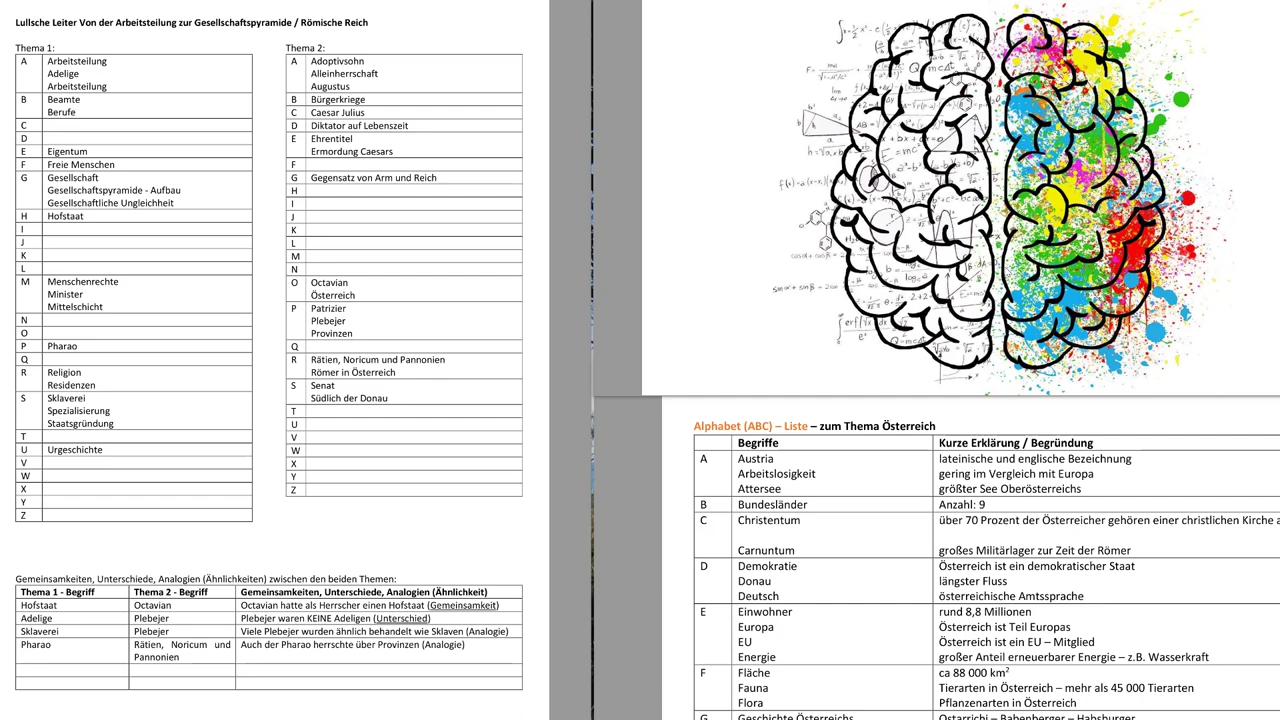 Lullsche Leiter Von der Arbeitsteilung zur Gesellschaftspyramide / Römische Reich
Thema 1:
A Arbeitsteilung
Adelige
Arbeitsteilung
B Beamte
Berufe
C
D
E Eigentum
F Freie Menschen
G Gesellschaft
Gesellschaftspyramide - Aufbau
Gesellschaftliche Ungleichheit
H Hofstaat
I
J
K
L
M Menschenrechte
Minister
Mittelschicht
N
O
P Pharao
Q
R Religion
Residenzen
S Sklaverei
Spezialisierung
Staatsgründung
T
U Urgeschichte
V
W
X
Y
Z
Thema 2:
A Adoptivsohn
Alleinherrschaft
Augustus
B Bürgerkriege
C Caesar Julius
D Diktator auf Lebenszeit
E Ehrentitel
Ermordung Caesars
F
G Gegensatz von Arm und Reich
H
I
J
K
L
M
N
O Octavian
Österreich
P Patrizier
Plebejer
Provinzen
Q
R Rätien, Noricum und Pannonien
Römer in Österreich
S Senat
Südlich der Donau
T
U
V
W
X
Y
Z
Gemeinsamkeiten, Unterschiede, Analogien (Ähnlichkeiten) zwischen den beiden Themen:
Thema 1 - Begriff Thema 2 - Begriff Gemeinsamkeiten, Unterschiede, Analogien (Ähnlichkeit)
Hofstaat Octavian Octavian hatte als Herrscher einen Hofstaat (Gemeinsamkeit)
Adelige Plebejer Plebejer waren KEINE Adeligen (Unterschied)
Sklaverei Plebejer Viele Plebejer wurden ähnlich behandelt wie Sklaven (Analogie)
Pharao Rätien, Noricum und Auch der Pharao herrschte über Provinzen (Analogie)
Pannonien
Alphabet (ABC) – Liste – zum Thema Österreich
Begriffe Kurze Erklärung / Begründung
A Austria lateinische und englische Bezeichnung
Arbeitslosigkeit gering im Vergleich mit Europa
Attersee größter See Oberösterreichs
B Bundesländer Anzahl: 9
C Christentum über 70 Prozent der Österreicher gehören einer christlichen Kirche
Carnuntum großes Militärlager zur Zeit der Römer
D Demokratie Österreich ist ein demokratischer Staat
Donau längster Fluss
Deutsch österreichische Amtssprache
E Einwohner rund 8,8 Millionen
Europa Österreich ist Teil Europas
EU Österreich ist ein EU – Mitglied
Energie großer Anteil erneuerbarer Energie – z.B. Wasserkraft
F Fläche ca 88 000 km²
Fauna Tierarten in Österreich – mehr als 45 000 Tierarten
Flora Pflanzenarten in Österreich
G Geschichte Österreichs Ostarrichi – Babenberger – Habsburger